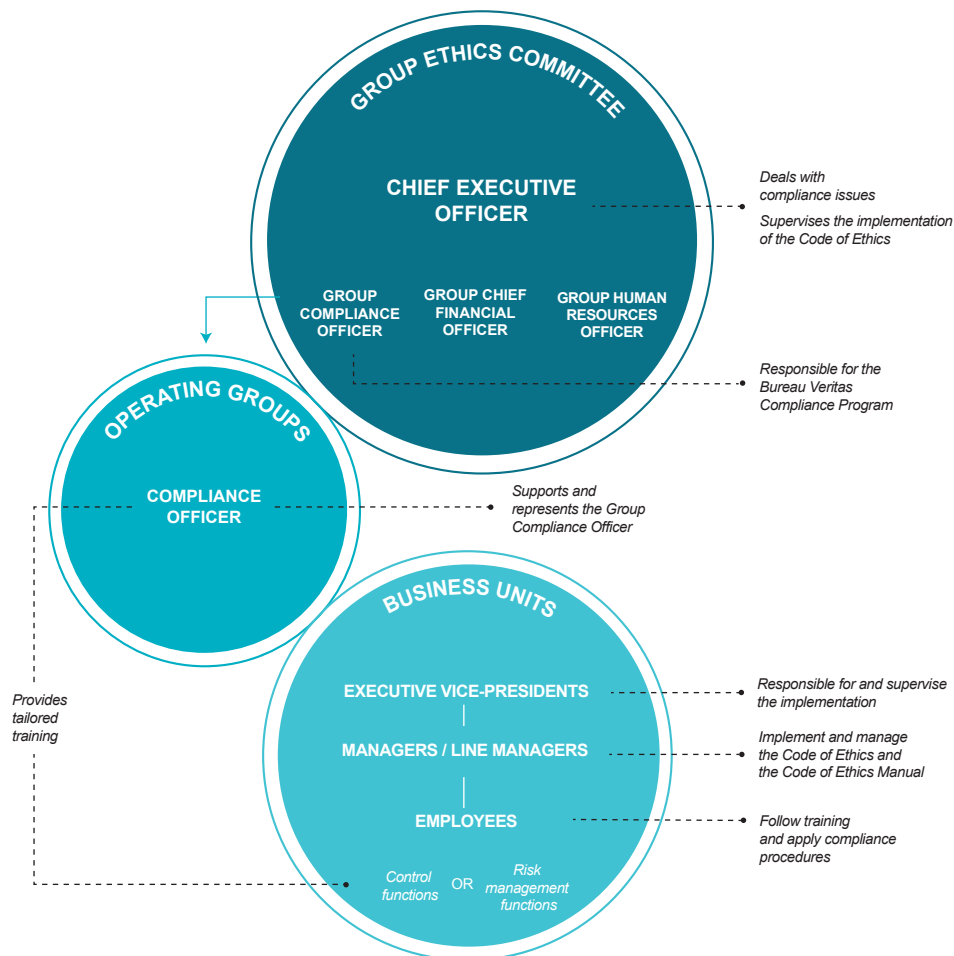 GROUP ETHICS COMMITTEE
CHIEF EXECUTIVE
OFFICER
Deals with
compliance issues
Supervises the implementation
of the Code of Ethics
GROUP
COMPLIANCE
OFFICER
GROUP CHIEF
FINANCIAL
OFFICER
GROUP HUMAN
RESOURCES
OFFICER
Responsible for the
Bureau Veritas
Compliance Program
OPERATING GROUPS
COMPLIANCE
OFFICER
Supports and
represents the Group
Compliance Officer
Provides
tailored
training
BUSINESS UNITS
EXECUTIVE VICE-PRESIDENTS
Responsible for and supervise
the implementation
MANAGERS / LINE MANAGERS
Implement and manage
the Code of Ethics and
the Code of Ethics Manual
EMPLOYEES
Follow training
and apply compliance
procedures
Control
functions
OR
Risk
management
functions